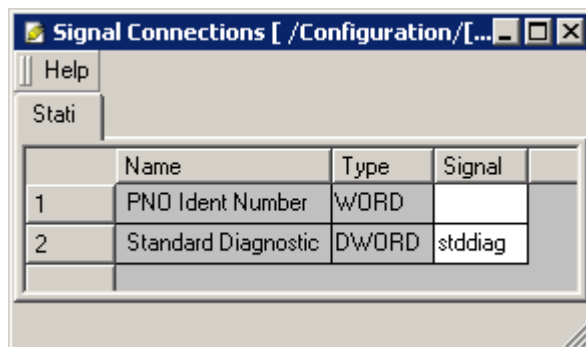 Signal Connections [ /Configuration/[...
Help
Stati
Name Type Signal
1 PNO Ident Number WORD
2 Standard Diagnostic DWORD stddiag